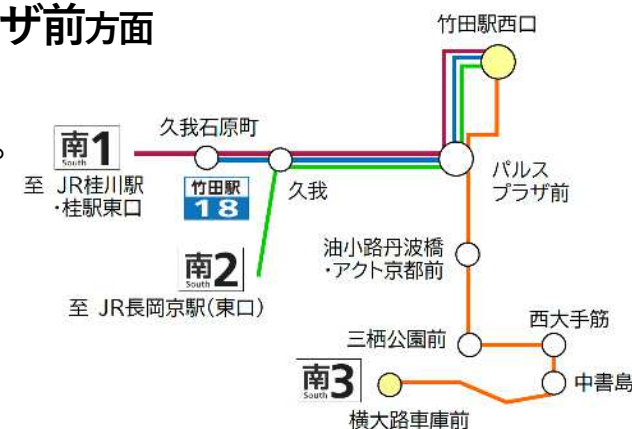 ザ前方面
竹田駅西口
。
南1
South
久我石原町
至 JR桂川駅
・桂駅東口
竹田駅
18
久我
パルス
プラザ前
南2
South
至 JR長岡京駅(東口)
油小路丹波橋
・アクト京都前
三栖公園前
西大手筋
南3
South
中書島
横大路車庫前